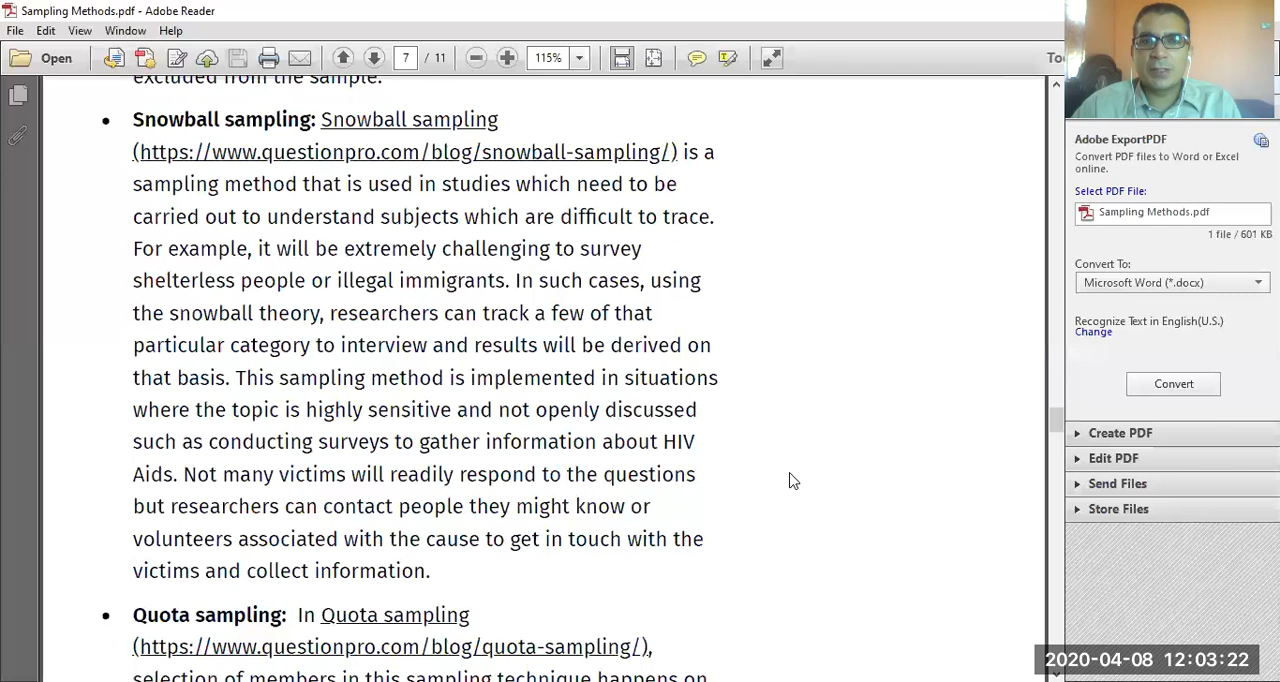 Sampling Methods.pdf - Adobe Reader
File Edit View Window Help
Open 7 / 11 115%
excluded from the sample.
• Snowball sampling: Snowball sampling
(https://www.questionpro.com/blog/snowball-sampling/) is a
sampling method that is used in studies which need to be
carried out to understand subjects which are difficult to trace.
For example, it will be extremely challenging to survey
shelterless people or illegal immigrants. In such cases, using
the snowball theory, researchers can track a few of that
particular category to interview and results will be derived on
that basis. This sampling method is implemented in situations
where the topic is highly sensitive and not openly discussed
such as conducting surveys to gather information about HIV
Aids. Not many victims will readily respond to the questions
but researchers can contact people they might know or
volunteers associated with the cause to get in touch with the
victims and collect information.
• Quota sampling: In Quota sampling
(https://www.questionpro.com/blog/quota-sampling/),
selection of members in this sampling technique happens on
Adobe ExportPDF
Convert PDF files to Word or Excel
online.
Select PDF File:
Sampling Methods.pdf
1 file / 601 KB
Convert To:
Microsoft Word (*.docx)
Recognize Text in English(U.S.)
Change
Convert
Create PDF
Edit PDF
Send Files
Store Files
2020-04-08 12:03:22